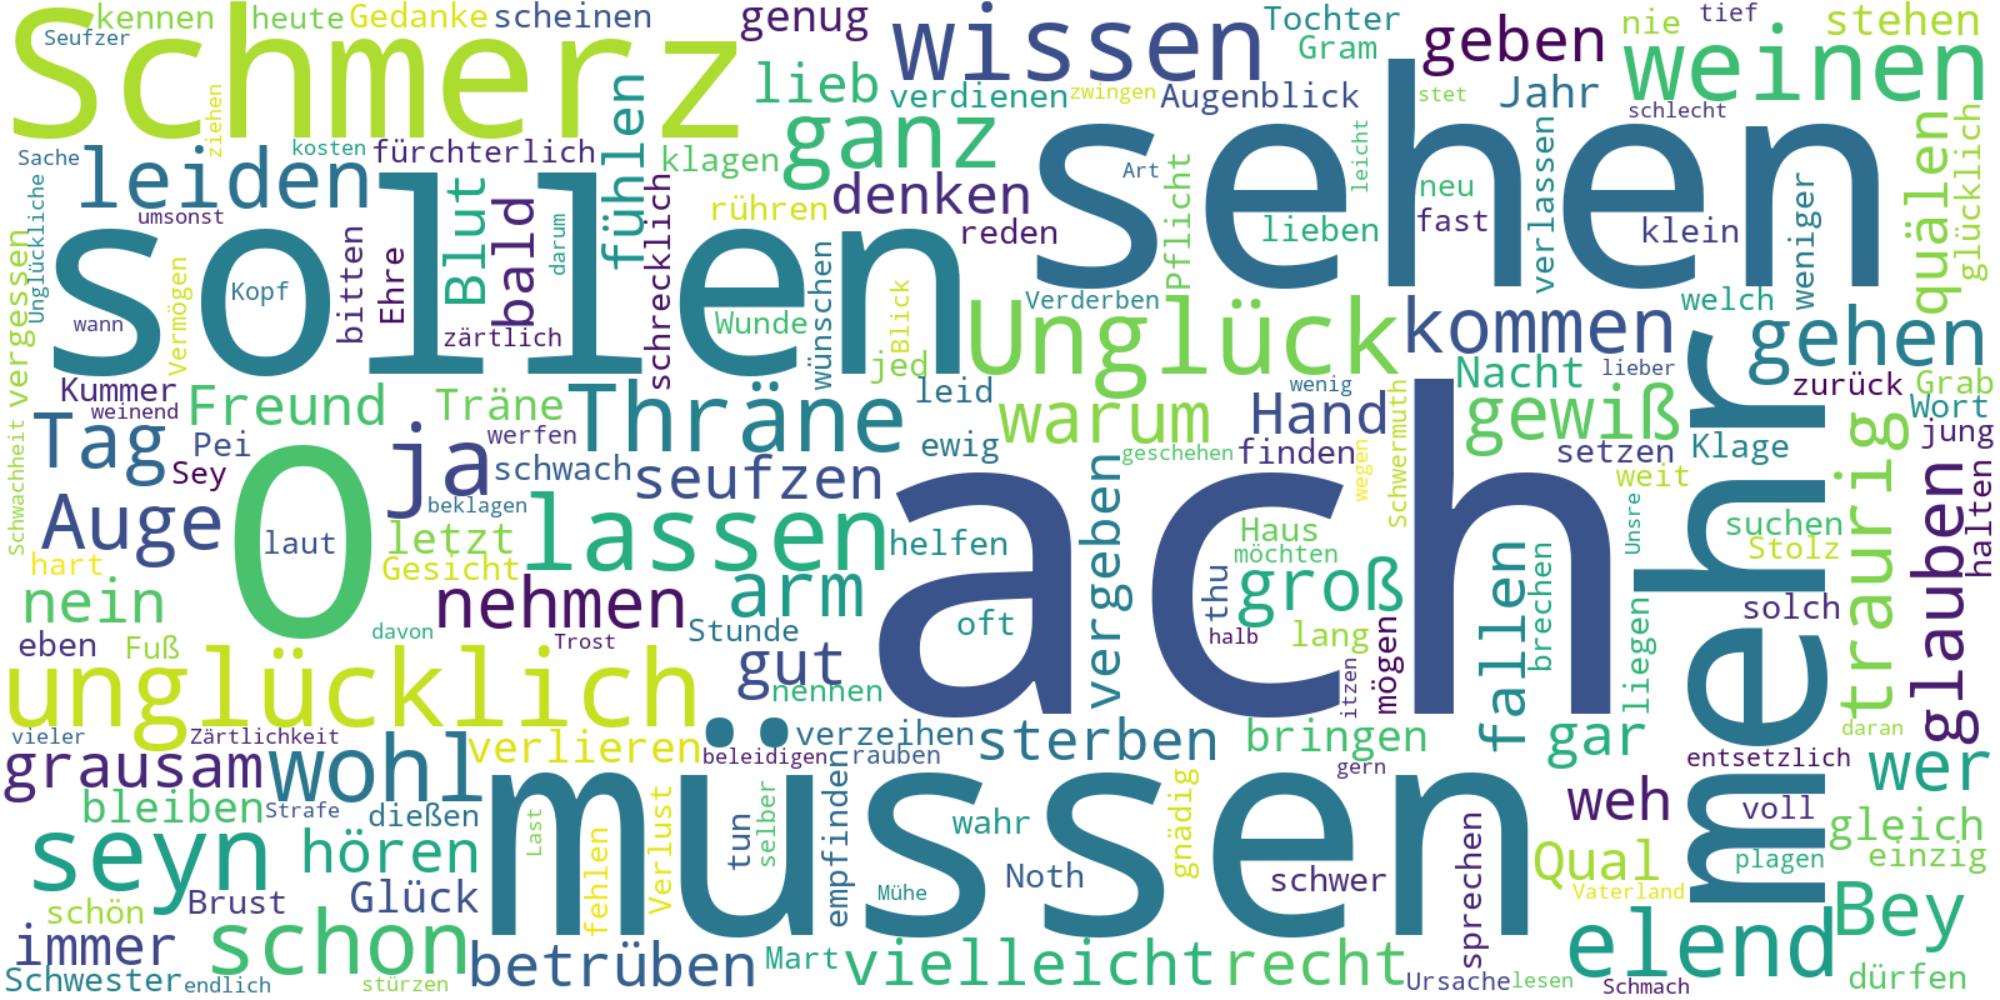 kennen heute Gedanke scheinen genug wissen Tochter geben nie tief stehen
Seufzer Schmerz Gram weinen
lieb verdienen zwingen Augenblick stet Jahr schlecht
ziehen fühlen ganz sehen quälen glücklich
Sache kosten fürchterlich klagen Art leicht neu verlassen
leiden Blut bald rühren denken Pflicht fast klein weniger
umsonst darum schrecklich reden lieben
Unglückliche sollen bitten Ehre wünschen
vergessen Kopf Vermögen Blick Verderben welch
wann zärtlich Wunde Unglück kommen gehen
jed Nacht lieber
Kummer Freund Träne Thräne leid warum wenig Hand gewiß zurück Grab
weinend Wort
Tag Pei ja werfen ewig finden setzen Klage jung
Schwachheit Sey schwach seufzen geschehen wegen Schwermuth weit traurig glauben halten
Auge O beklagen vergeben ach mehr suchen
laut letzt lassen helfen Haus Unsre Stolz
hart Gesicht möchten
nein nehmen arm thu groß fallen brechen solch
eben Fuß davon Trost Stunde oft halb lang liegen
unglücklich gut nennen itzen mögen
vieler Zärtlichkeit verlieren verzeihen sterben bringen gar daran
grausam wohl beleidigen rauben gern entsetzlich wer
bleiben Strafe dießen müssen empfinden gnädig weh voll gleich
seyn hören Last fehlen Verlust tun selber wahr sprechen Qual plagen einzig
schön Brust Glück Mühe Noth schwer Vaterland
immer schon betrüben Mart vielleicht recht elend Bey
Schwester endlich stürzen Ursache lesen Schmach dürfen